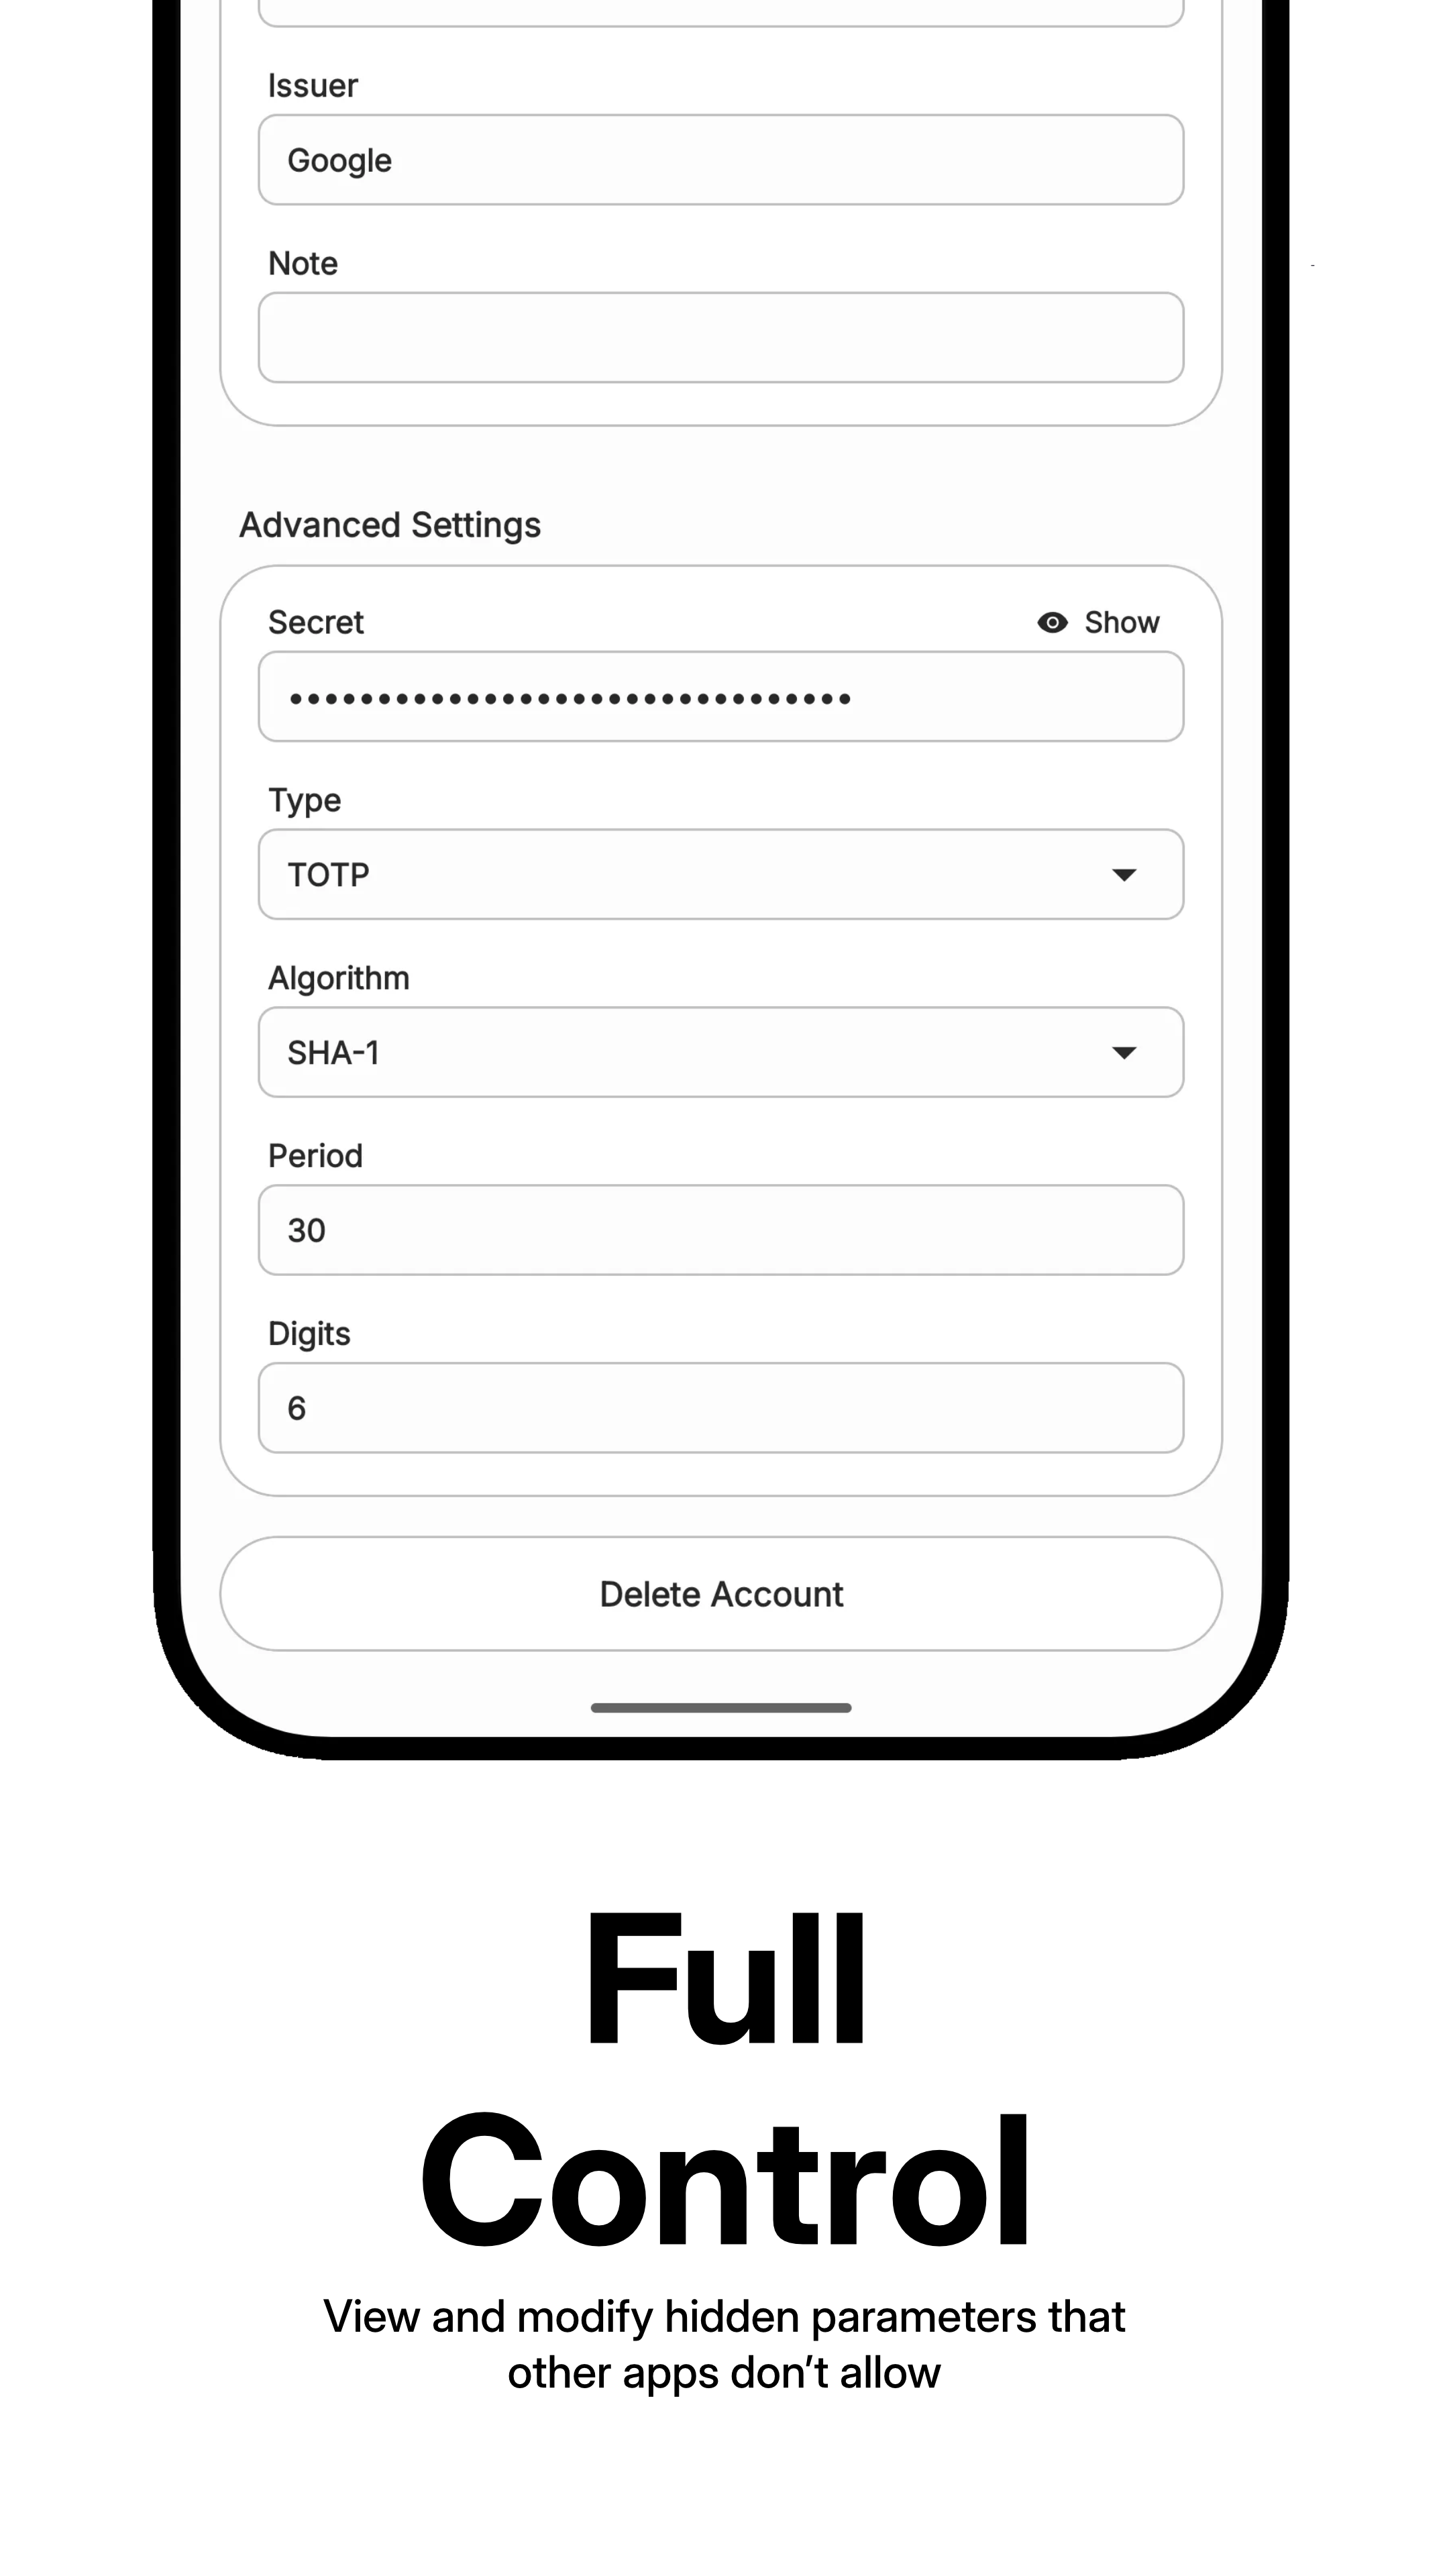 Issuer
Google
Note
Advanced Settings
Secret
Show
••••••••••••••••••••••••••••••••
Type
TOTP
Algorithm
SHA-1
Period
30
Digits
6
Delete Account
Full
Control
View and modify hidden parameters that
other apps don’t allow